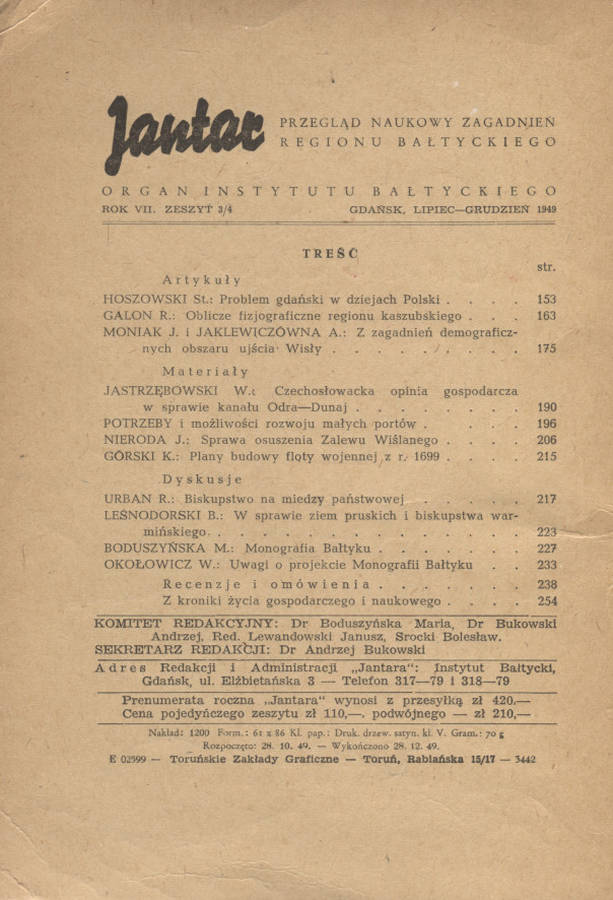 Jantar
PRZEGLĄD NAUKOWY ZAGADNIEŃ
REGIONU BAŁTYCKIEGO
ORGAN INSTYTUTU BAŁTYCKIEGO
ROK VII. ZESZYT 3/4 GDAŃSK, LIPIEC—GRUDZIEŃ 1949
TREŚĆ
str.
Artykuły
HOSZOWSKI St.: Problem gdański w dziejach Polski . . . . 153
GALON R.: Oblicze fizjograficzne regionu kaszubskiego . . . 163
MONIAK J. i JAKLEWICZÓWNA A.: Z zagadnień demograficz-
nych obszaru ujścia Wisły . . . . . . . . . 175
Materiały
JASTRZĘBOWSKI W.: Czechosłowacka opinia gospodarcza
w sprawie kanału Odra—Dunaj . . . . . . . . 190
POTRZEBY i możliwości rozwoju małych portów . . . . . 196
NIERODA J.: Sprawa osuszenia Zalewu Wiślanego . . . . 206
GÓRSKI K.: Plany budowy floty wojennej z r. 1699 . . . . 215
Dyskusje
URBAN R.: Biskupstwo na miedzy państwowej . . . . . 217
LEŚNODORSKI B.: W sprawie ziem pruskich i biskupstwa war-
mińskiego . . . . . . . . . . . . . . 223
BODUSZYŃSKA M.: Monografia Bałtyku . . . . . . . 227
OKOŁOWICZ W.: Uwagi o projekcie Monografii Bałtyku . . 233
Recenzje i omówienia . . . . . . . 238
Z kroniki życia gospodarczego i naukowego . . . . 254
KOMITET REDAKCYJNY: Dr Boduszyńska Maria, Dr Bukowski
Andrzej, Red. Lewandowski Janusz, Srocki Bolesław.
SEKRETARZ REDAKCJI: Dr Andrzej Bukowski
Adres Redakcji i Administracji „Jantara": Instytut Bałtycki,
Gdańsk, ul. Elżbietańska 3 — Telefon 317—79 i 318—79
Prenumerata roczna „Jantara" wynosi z przesyłką zł 420.—
Cena pojedyńczego zeszytu zł 110,—. podwójnego — zł 210,—
Nakład: 1200 Form.: 61 x 86 Kl. pap.: Druk. drzew. satyn. kl. V. Gram.: 70 g
Rozpoczęto: 28. 10. 49. — Wykończono 28. 12. 49.
E 02599 — Toruńskie Zakłady Graficzne — Toruń, Rabiańska 15/17 — 3442